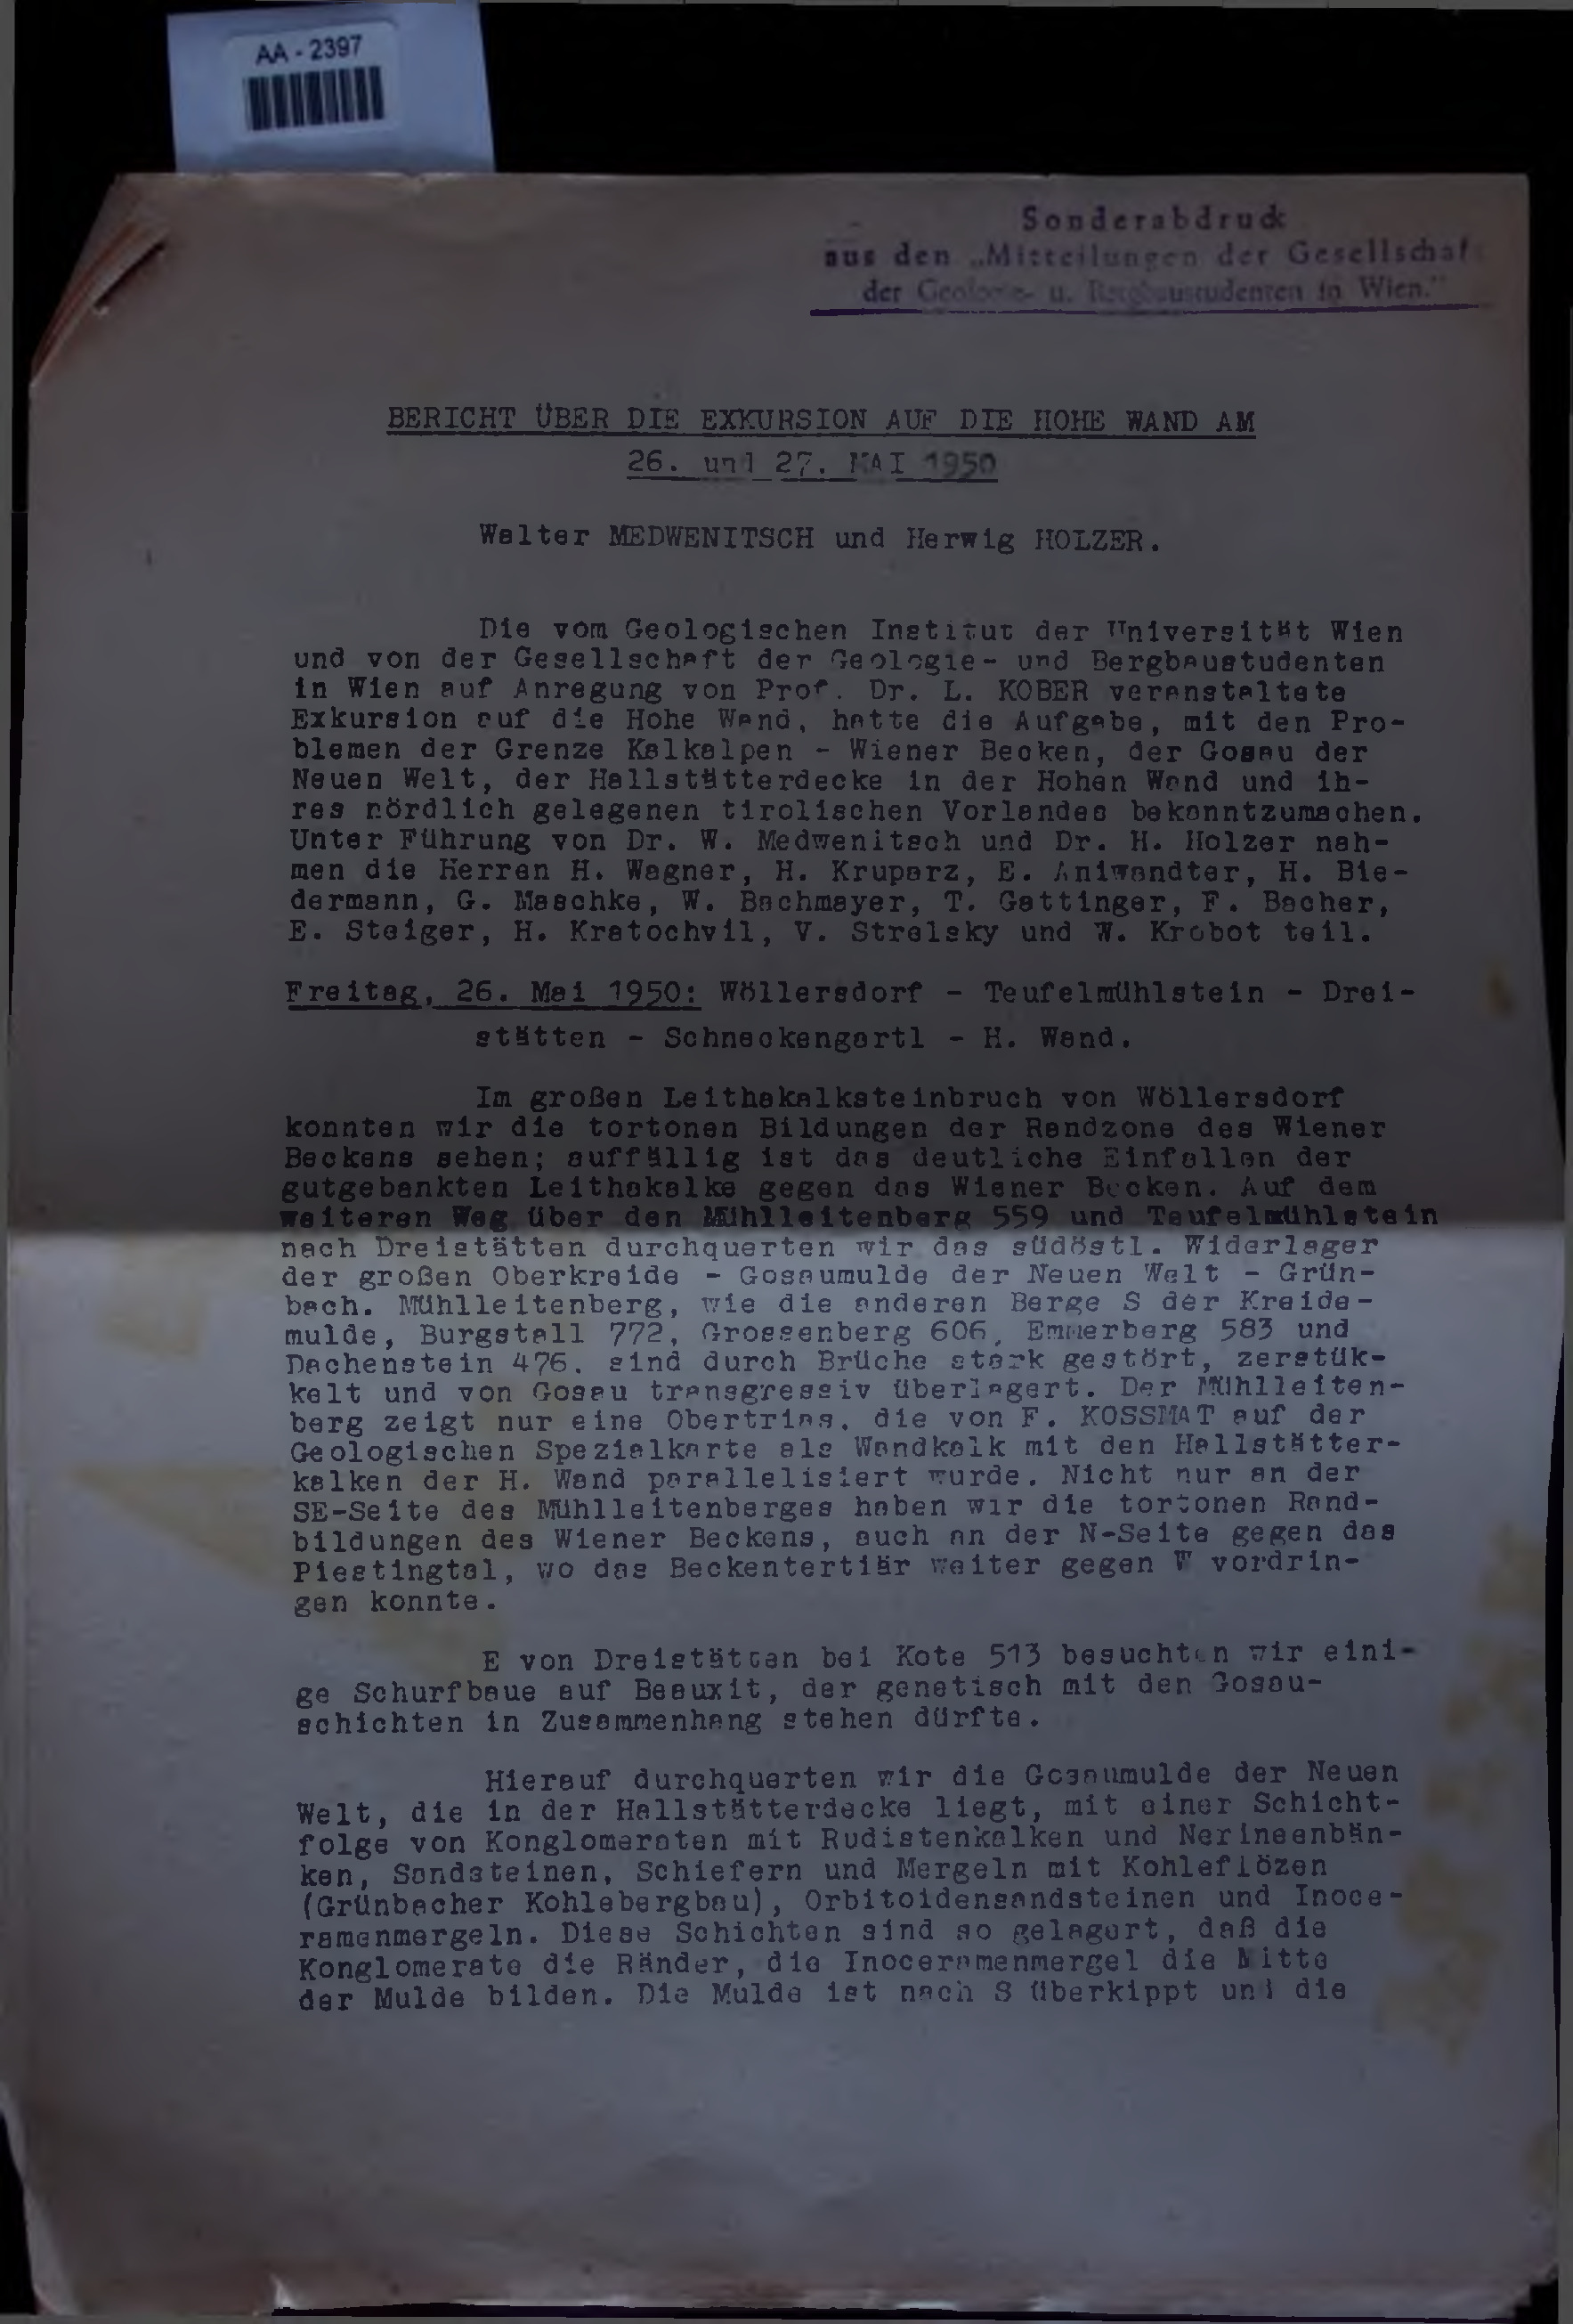 AA - 2397
Sonderabdruck
aus den „Mitteilungen der Gesellschaf
der Geologie- u. Bergbaustudenten in Wien."
BERICHT ÜBER DIE EXKURSION AUF DIE HOHE WAND AM
26. und 27. MAI 1950
Walter MEDWENITSCH und Herwig HOLZER.
Die vom Geologischen Institut der Universität Wien
und von der Gesellschaft der Geologie- und Bergbaustudenten
in Wien auf Anregung von Prof. Dr. L. KOBER veranstaltete
Exkursion auf die Hohe Wand, hatte die Aufgabe, mit den Pro-
blemen der Grenze Kalkalpen - Wiener Becken, der Gosau der
Neuen Welt, der Hallstätterdecke in der Hohen Wand und ih-
res nördlich gelegenen tirolischen Vorlandes bekanntzumachen.
Unter Führung von Dr. W. Medwenitsch und Dr. H. Holzer nah-
men die Herren H. Wagner, H. Kruparz, E. Aniwandter, H. Bie-
dermann, G. Maschke, W. Bachmayer, T. Gattinger, F. Bacher,
E. Steiger, H. Kratochvil, V. Strelsky und W. Krobot teil.
Freitag, 26. Mai 1950: Wöllersdorf - Teufelmühlstein - Drei-
stätten - Schneckengartl - H. Wand.
Im großen Leithakalksteinbruch von Wöllersdorf
konnten wir die tortonen Bildungen der Randzone des Wiener
Beckens sehen; auffällig ist das deutliche Einfallen der
gutgebankten Leithakalke gegen das Wiener Becken. Auf dem
weiteren Weg über den Mühlleitenberg 559 und Teufelmühlstein
nach Dreistätten durchquerten wir das südöstl. Widerlager
der großen Oberkreide - Gosaumulde der Neuen Welt - Grün-
bach. Mühlleitenberg, wie die anderen Berge S der Kreide-
mulde, Burgstall 772, Grossenberg 606, Emmerberg 583 und
Dachenstein 476. sind durch Brüche stark gestört, zerstük-
kelt und von Gosau transgressiv überlagert. Der Mühlleiten-
berg zeigt nur eine Obertrias, die von F. KOSSMAT auf der
Geologischen Spezialkarte als Wandkalk mit den Hallstätter-
kalken der H. Wand parallelisiert wurde. Nicht nur an der
SE-Seite des Mühlleitenberges haben wir die tortonen Rand-
bildungen des Wiener Beckens, auch an der N-Seite gegen das
Piestingtal, wo das Beckentertiär weiter gegen W vordrin-
gen konnte.
E von Dreistätten bei Kote 513 besuchten wir eini-
ge Schurfbaue auf Beauxit, der genetisch mit den Gosau-
schichten in Zusammenhang stehen dürfte.
Hierauf durchquerten wir die Gosaumulde der Neuen
Welt, die in der Hallstätterdecke liegt, mit einer Schicht-
folge von Konglomeraten mit Rudistenkalken und Nerineenbän-
ken, Sandsteinen, Schiefern und Mergeln mit Kohleflözen
(Grünbacher Kohlebergbau), Orbitoidensandsteinen und Inoce-
ramenmergeln. Diese Schichten sind so gelagert, daß die
Konglomerate die Ränder, die Inoceramenmergel die Mitte
der Mulde bilden. Die Mulde ist nach S überkippt und die